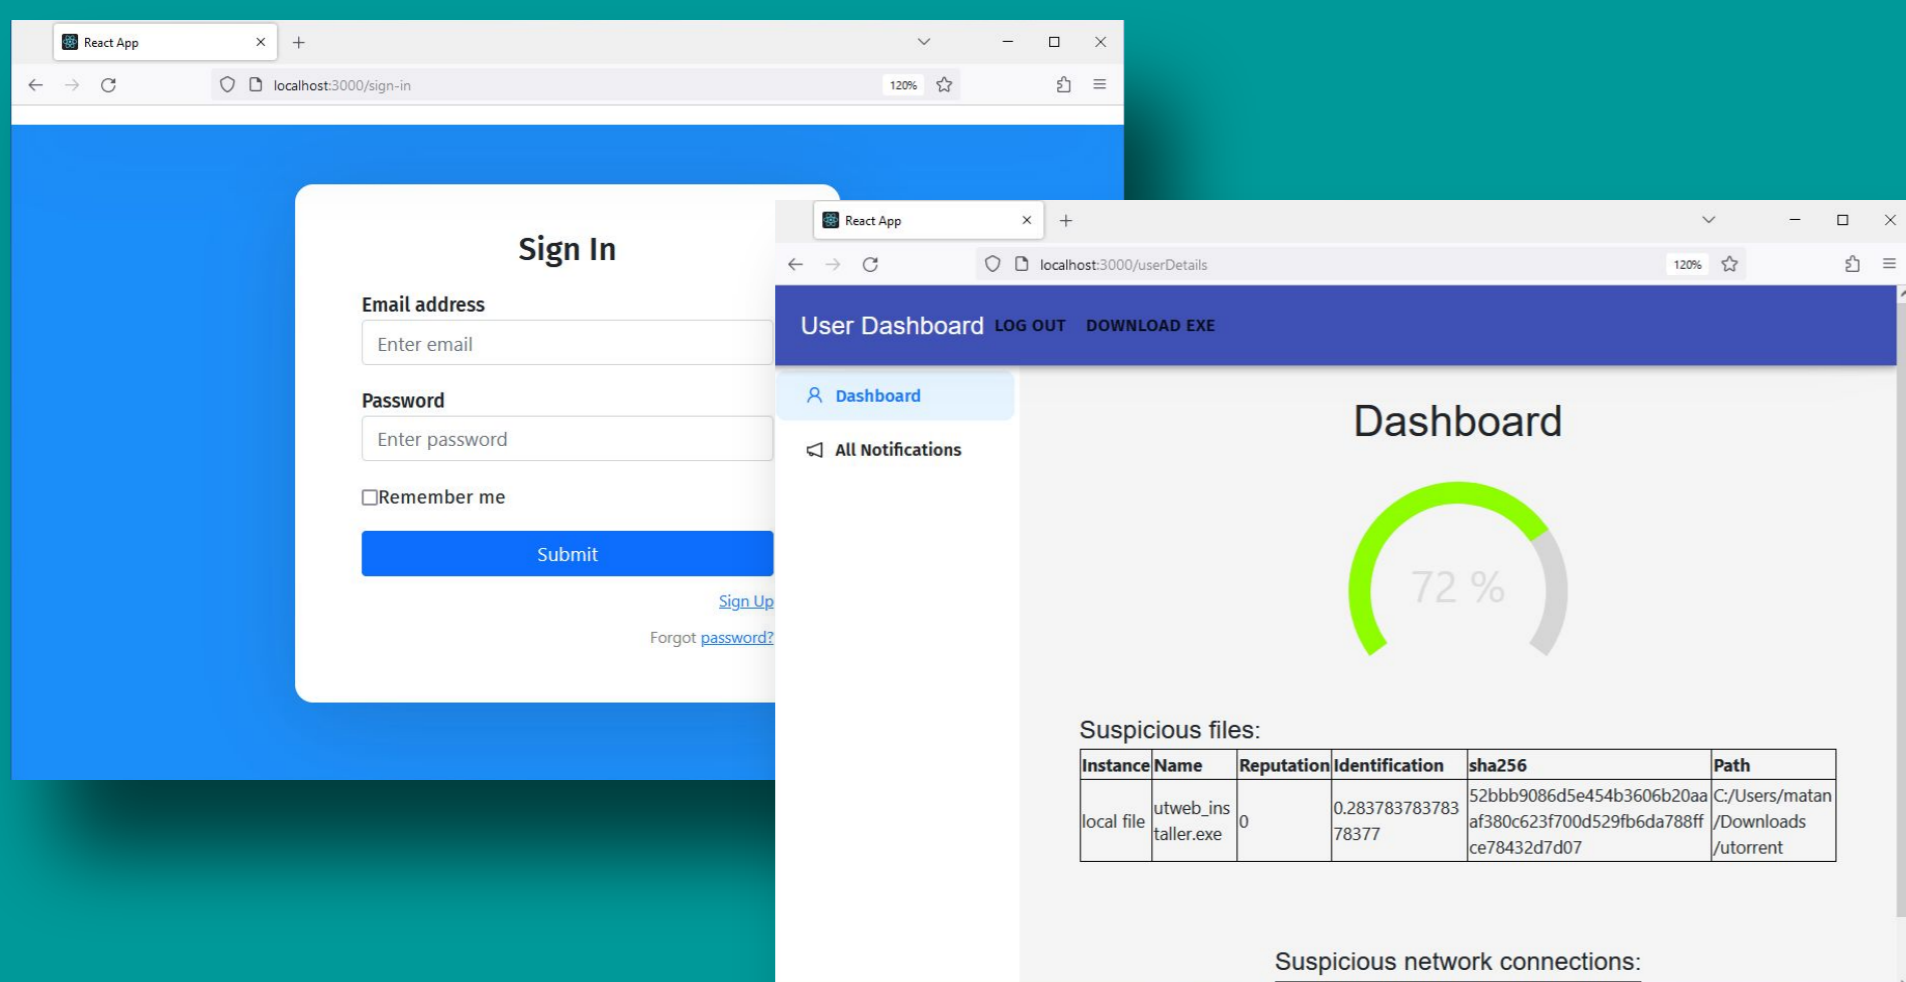 React App
localhost:3000/sign-in
120%
Sign In
Email address
Enter email
Password
Enter password
Remember me
Submit
Sign Up
Forgot password?
React App
localhost:3000/userDetails
120%
User Dashboard LOG OUT DOWNLOAD EXE
Dashboard
All Notifications
Dashboard
72 %
Suspicious files:
Instance Name Reputation Identification sha256 Path
local file utweb_ins taller.exe 0 0.283783783783 78377 52bbb9086d5e454b3606b20aa af380c623f700d529fb6da788ff ce78432d7d07 C:/Users/matan /Downloads /utorrent
Suspicious network connections: